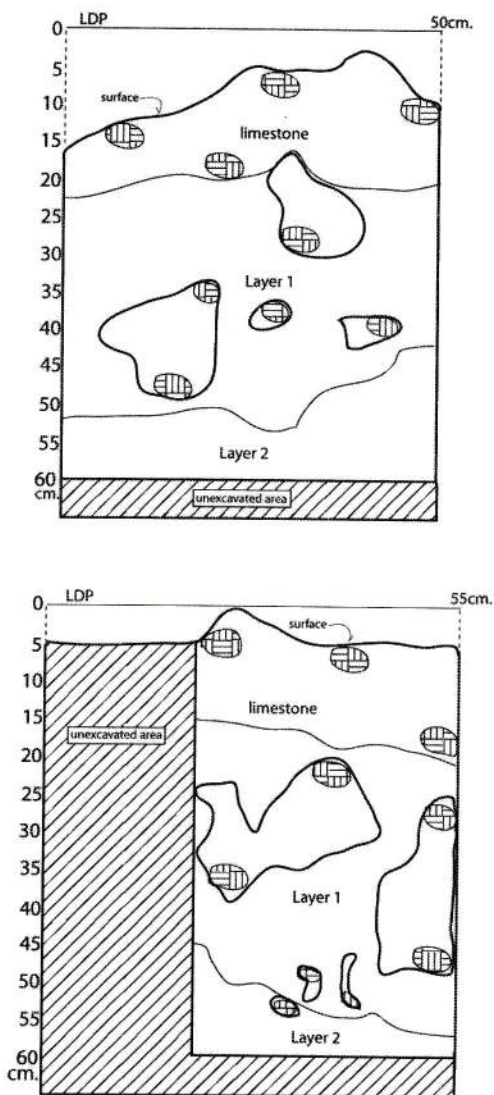 0 LDP 50cm.
5
10 surface
15 limestone
20
25
30
35 Layer 1
40
45
50
55 Layer 2
60
cm. unexcavated area
0 LDP 55cm.
5 surface
10
15 limestone
unexcavated area
20
25
30
35
40 Layer 1
45
50
55 Layer 2
60
cm.